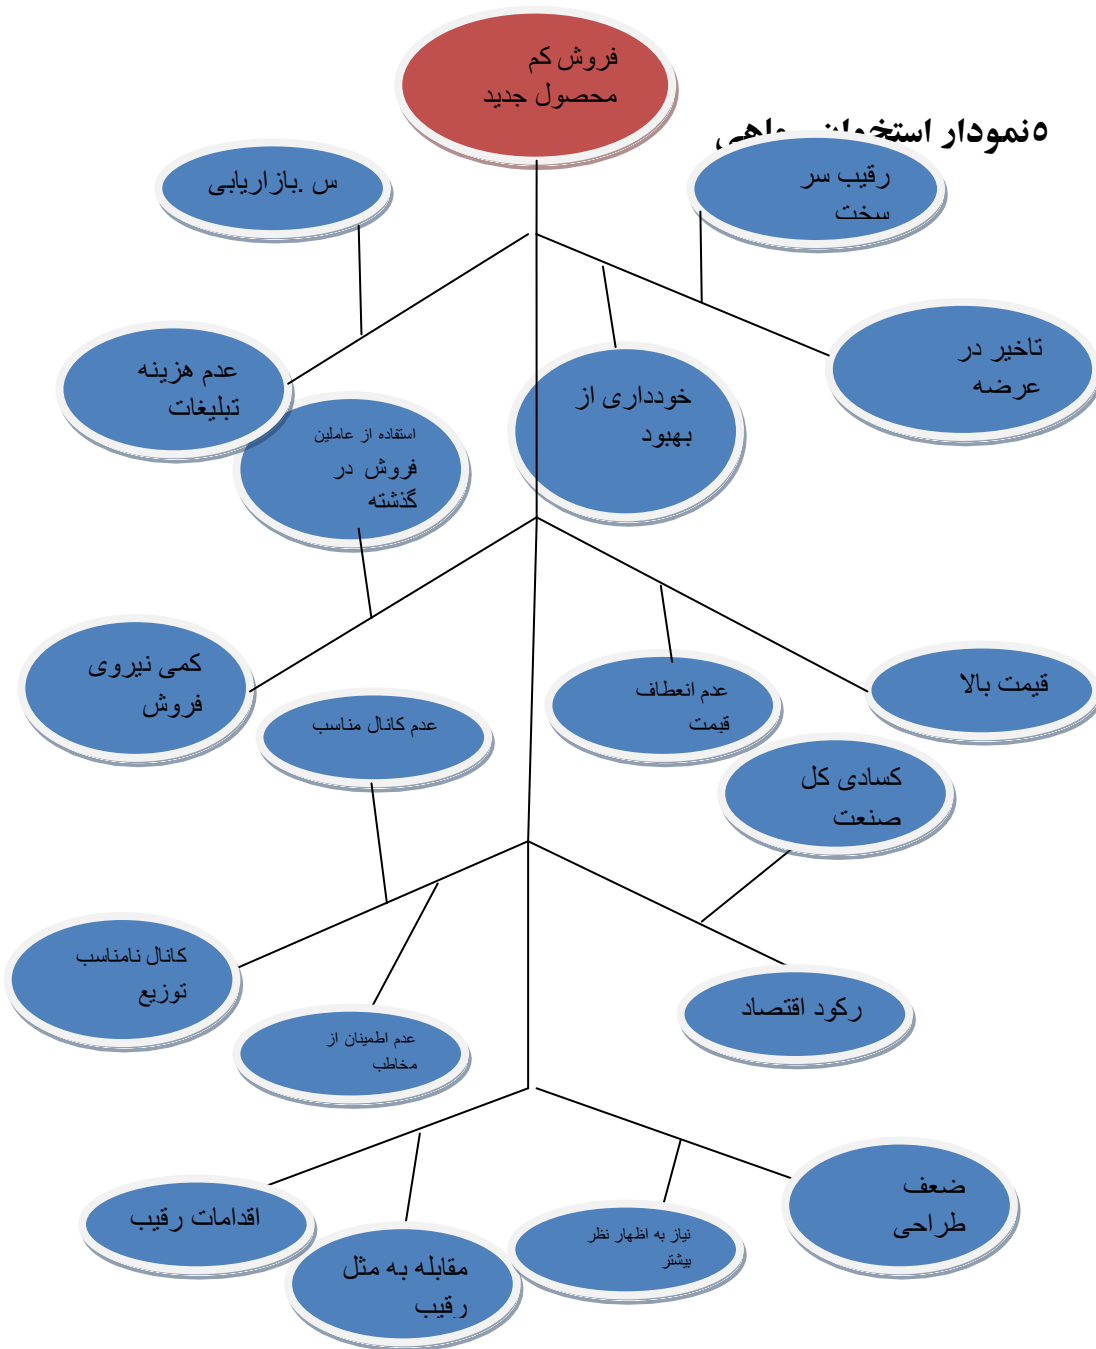 فروش کم
محصول جدید
٥نمودار استخوان ماهی
س .بازاریابی
رقیب سر
سخت
عدم هزینه
تبلیغات
استفاده از عاملین
فروش در
گذشته
خودداری از
بهبود
تاخیر در
عرضه
کمی نیروی
فروش
عدم کانال مناسب
عدم انعطاف
قیمت
قیمت بالا
کسادی کل
صنعت
کانال نامناسب
توزیع
عدم اطمینان از
مخاطب
رکود اقتصاد
اقدامات رقیب
مقابله به مثل
رقیب
نیاز به اظهار نظر
بیشتر
ضعف
طراحی